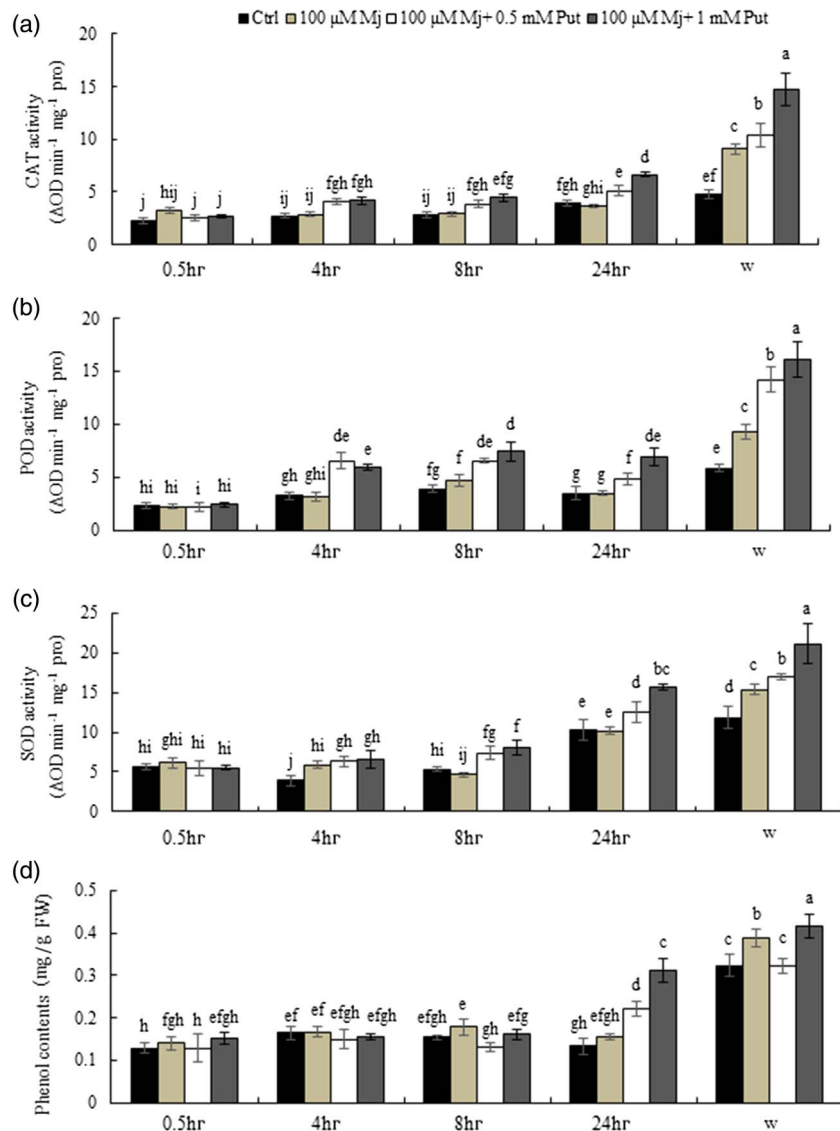 (a)
■ Ctrl ■ 100 μM Mj □ 100 μM Mj+ 0.5 mM Put ■ 100 μM Mj+ 1 mM Put
CAT activity
(ΔOD min⁻¹ mg⁻¹ pro)
20
15
10
5
0
j hij j j
ij ij fgh fgh
ij ij fgh efg
fgh ghi e d
ef c b a
0.5hr 4hr 8hr 24hr w
(b)
POD activity
(ΔOD min⁻¹ mg⁻¹ pro)
20
15
10
5
0
hi hi i hi
gh ghi de e
fg f de d
g g f de
e c b a
0.5hr 4hr 8hr 24hr w
(c)
SOD activity
(ΔOD min⁻¹ mg⁻¹ pro)
25
20
15
10
5
0
hi ghi hi hi
j hi gh gh
hi ij fg f
e e d bc
d c b a
0.5hr 4hr 8hr 24hr w
(d)
Phenol contents (mg/g FW)
0.5
0.4
0.3
0.2
0.1
0
h fgh h efgh
ef ef efgh efgh
efgh e gh efg
gh efgh d c
c b c a
0.5hr 4hr 8hr 24hr w